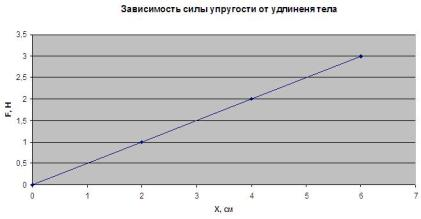 Зависимость силы упругости от удлиненя тела
F, Н
3,5
3
2,5
2
1,5
1
0,5
0
0 1 2 3 4 5 6 7
X, см